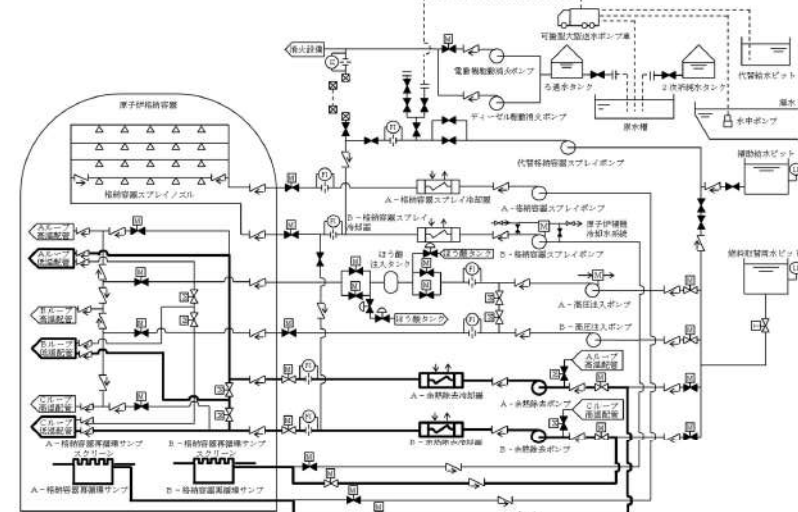 可搬型大型送水ポンプ車
消火設備
電動機駆動消火ポンプ
代替給水ピット
ろ過水タンク
2次系純水タンク
ディーゼル駆動消火ポンプ
原水槽
水中ポンプ
原子炉格納容器
代替格納容器スプレイポンプ
補助給水ピット
格納容器スプレイノズル
A-格納容器スプレイ冷却器
A-格納容器スプレイポンプ
B-格納容器スプレイ
冷却器
原子炉補機
冷却水系統
Aループ
高温配管
B-格納容器スプレイポンプ
ほう酸
注入タンク
ほう酸タンク
Aループ
低温配管
燃料取替用水ピット
A-高圧注入ポンプ
Bループ
高温配管
ほう酸タンク
B-高圧注入ポンプ
Bループ
低温配管
Aループ
高温配管
A-余熱除去冷却器
A-余熱除去ポンプ
Cループ
高温配管
Cループ
高温配管
Cループ
低温配管
A-格納容器再循環サンプ
スクリーン
B-格納容器再循環サンプ
スクリーン
B-余熱除去冷却器
B-余熱除去ポンプ
A-格納容器再循環サンプ
B-格納容器再循環サンプ